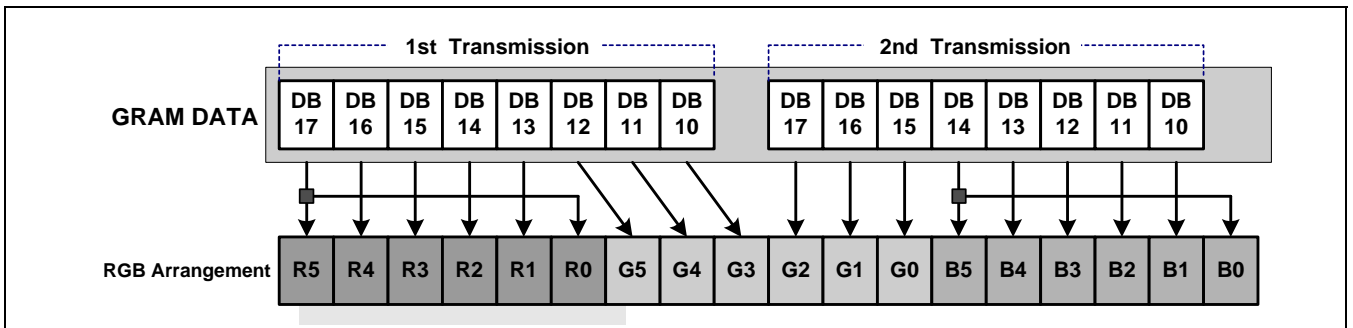 1st Transmission 2nd Transmission
GRAM DATA
DB DB DB DB DB DB DB DB DB DB DB DB DB DB DB DB
17 16 15 14 13 12 11 10 17 16 15 14 13 12 11 10
RGB Arrangement R5 R4 R3 R2 R1 R0 G5 G4 G3 G2 G1 G0 B5 B4 B3 B2 B1 B0